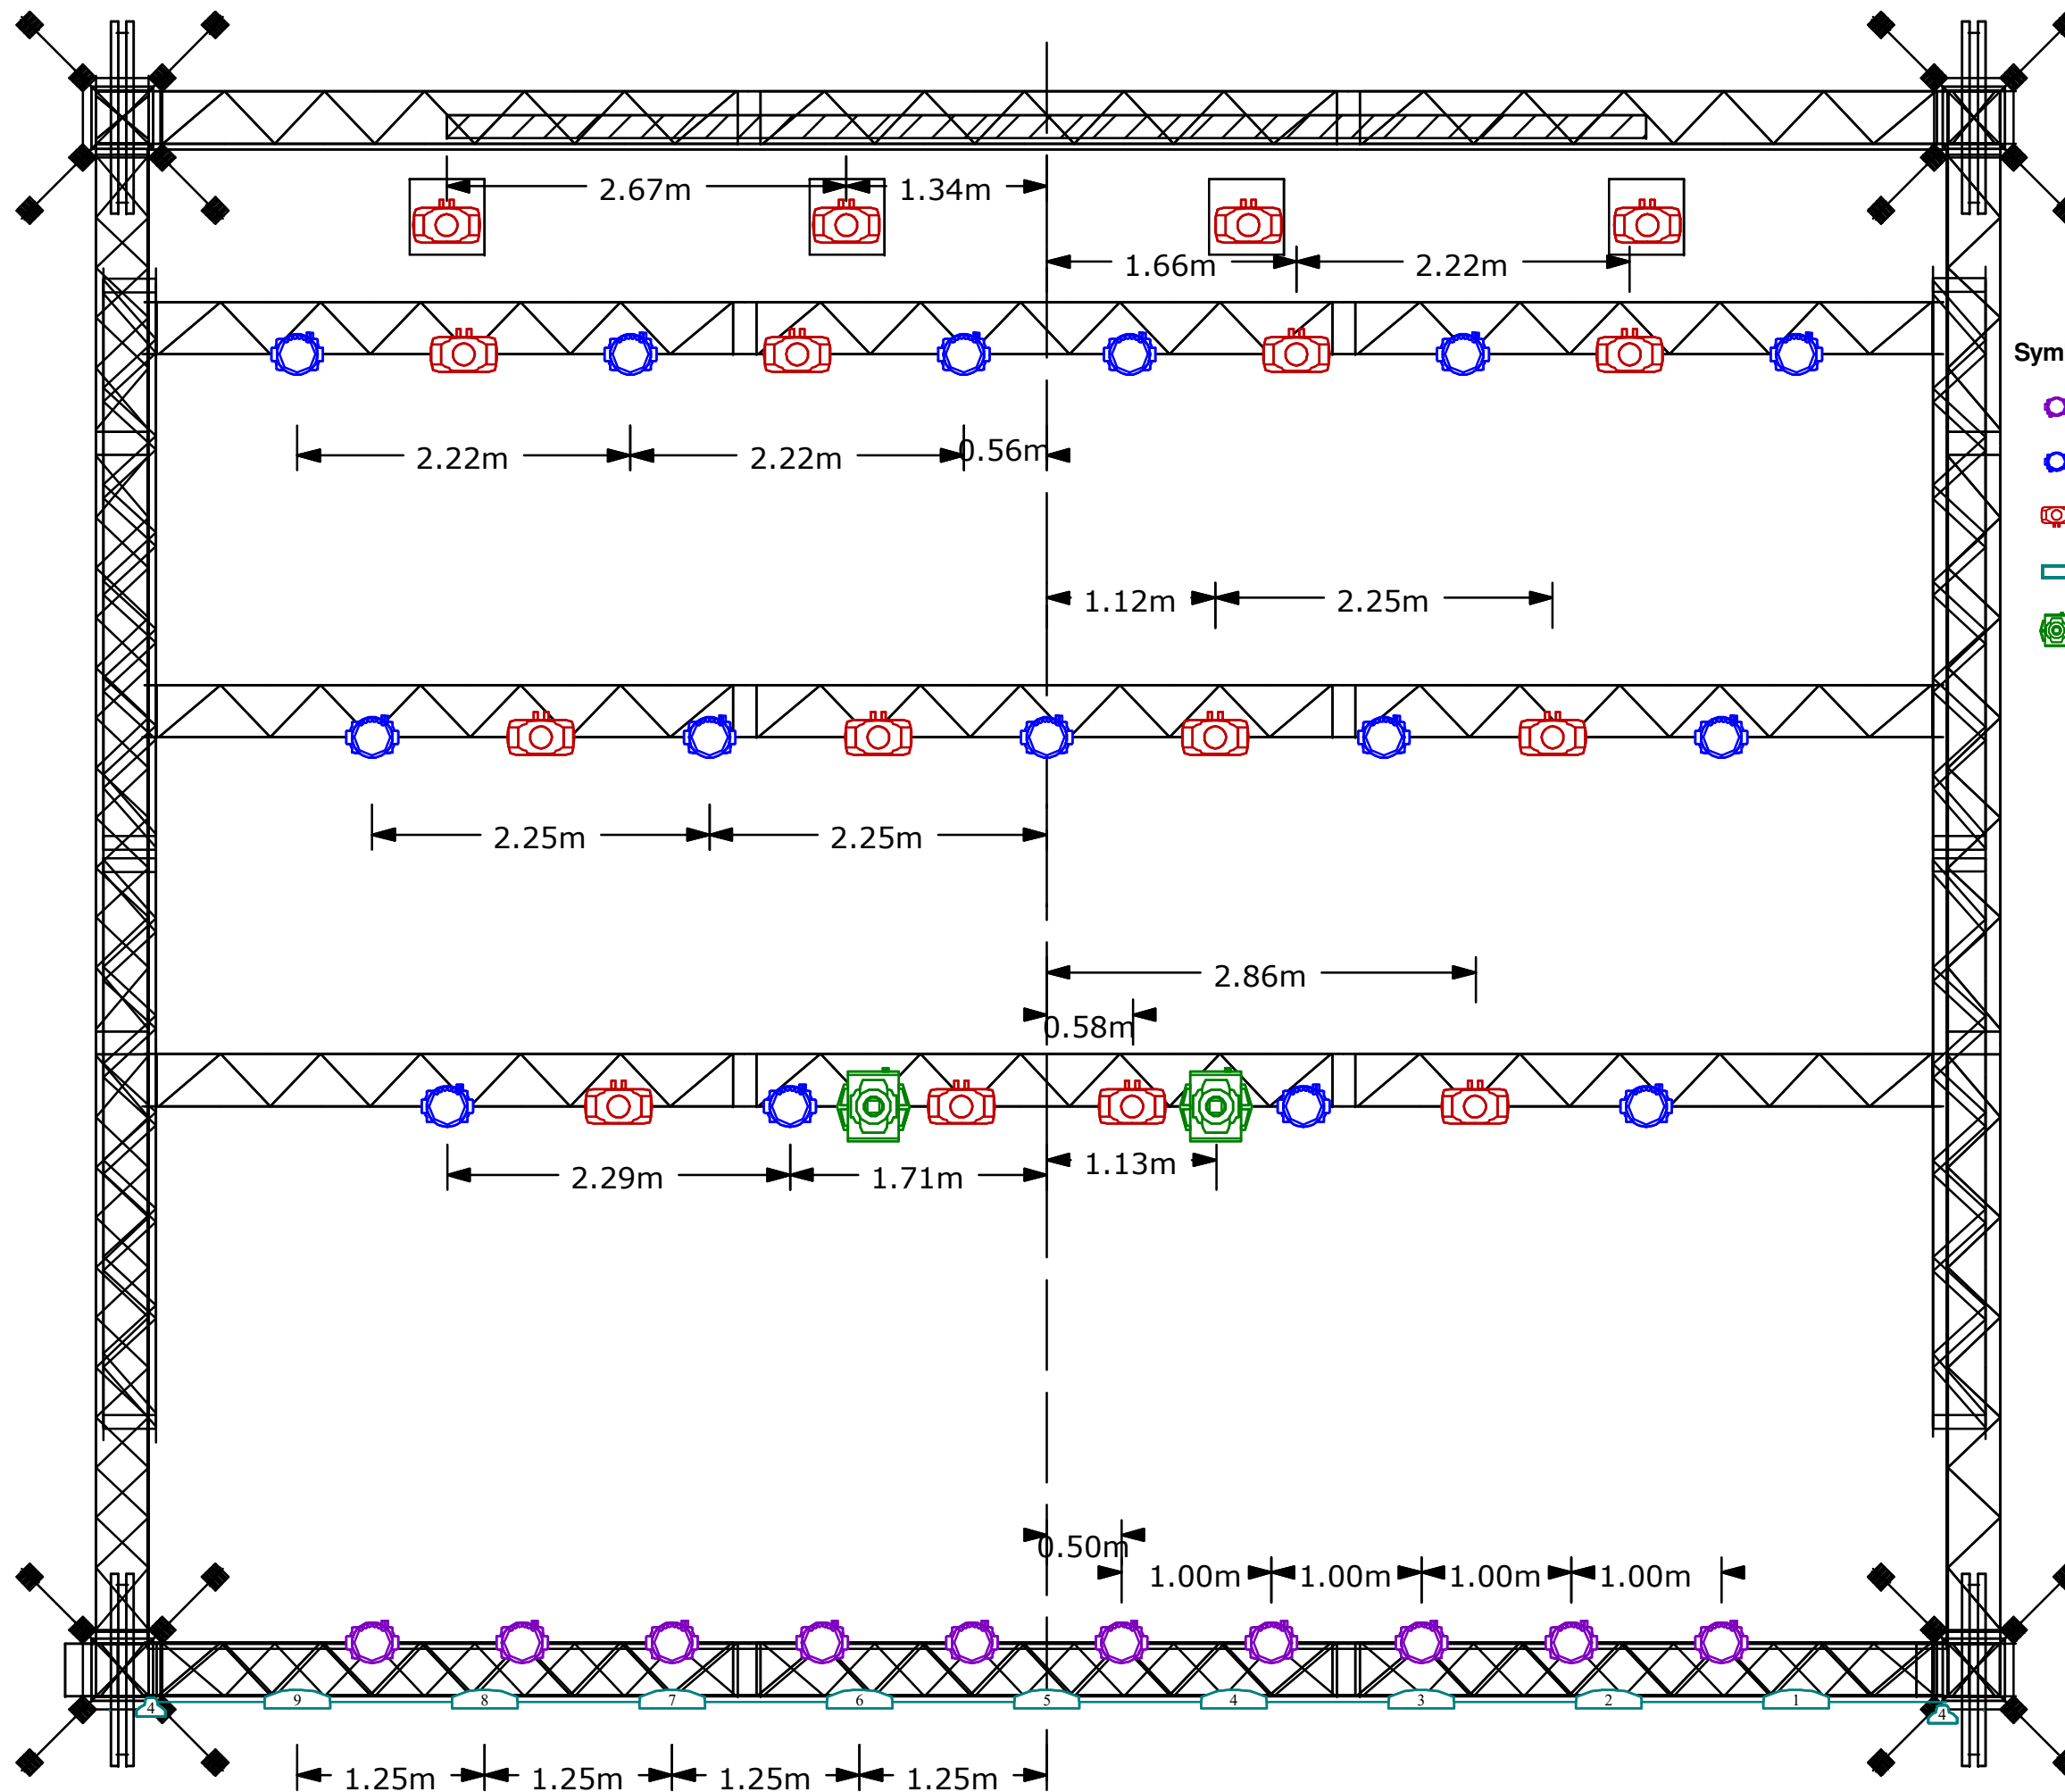 2.67m 1.34m
1.66m 2.22m
Sym
2.22m 2.22m 0.56m
1.12m 2.25m
2.25m 2.25m
2.86m
0.58m
2.29m 1.71m 1.13m
0.50m
1.00m 1.00m 1.00m 1.00m
4 9 8 7 6 5 4 3 2 1 4
1.25m 1.25m 1.25m 1.25m